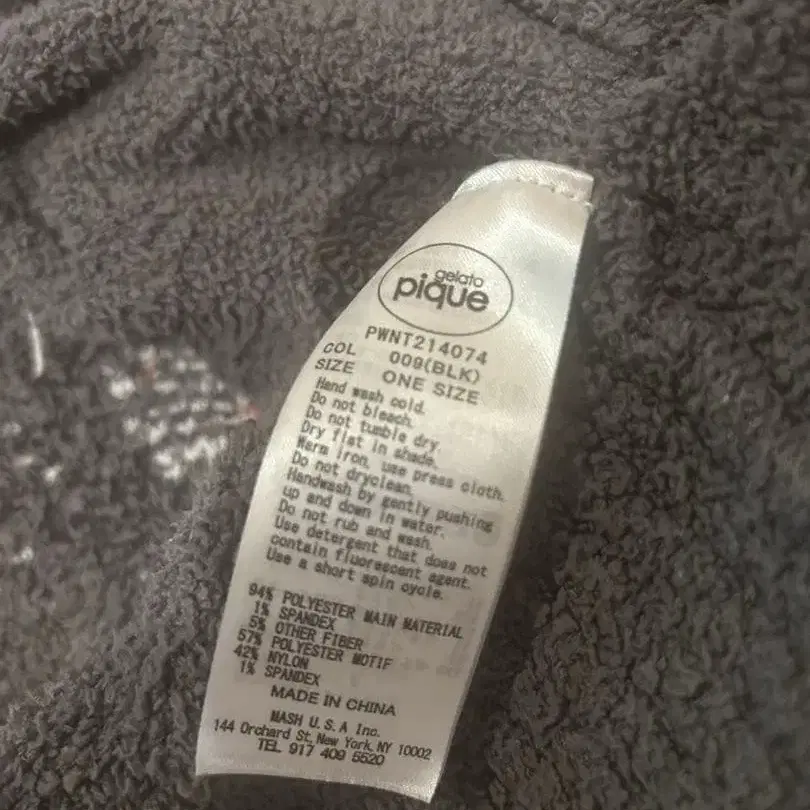 gelato
pique
PWNT214074
COL 009(BLK)
SIZE ONE SIZE
Hand wash cold.
Do not bleach.
Do not tumble dry.
Dry flat in shade.
Warm iron, use press cloth.
Do not dryclean.
Handwash by gently pushing
up and down in water.
Do not rub and wash.
Use detergent that does not
contain fluorescent agent.
Use a short spin cycle.
94% POLYESTER MAIN MATERIAL
1% SPANDEX
5% OTHER FIBER
57% POLYESTER MOTIF
42% NYLON
1% SPANDEX
MADE IN CHINA
MASH U.S.A Inc.
144 Orchard St, New York, NY 10002
TEL 917 409 5520